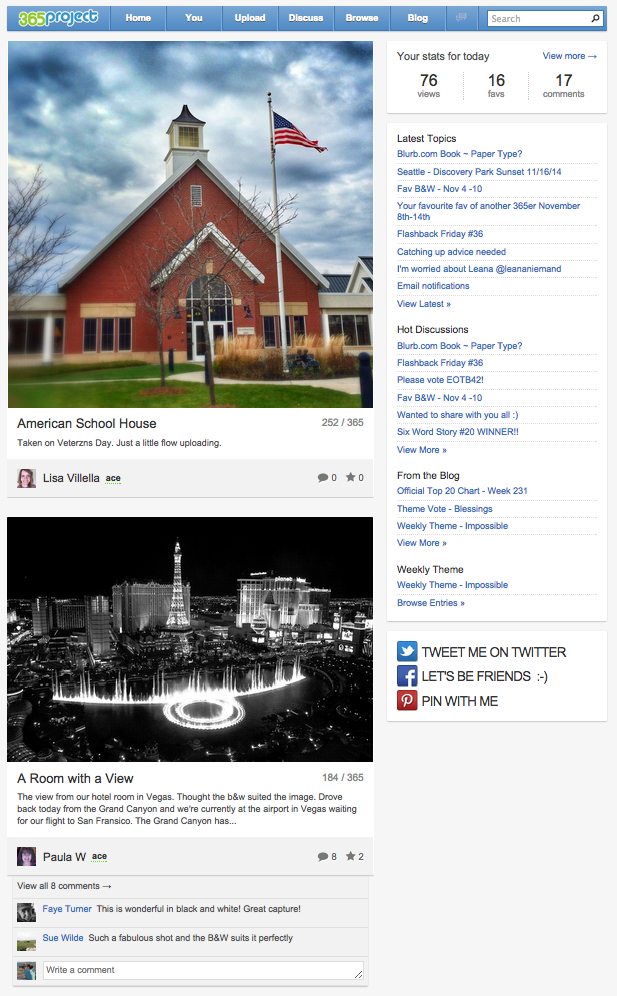 365project
Home
You
Upload
Discuss
Browse
Blog
Search
American School House
252 / 365
Taken on Veterzns Day. Just a little flow uploading.
Lisa Villella ace
0
0
A Room with a View
184 / 365
The view from our hotel room in Vegas. Thought the b&w suited the image. Drove
back today from the Grand Canyon and we're currently at the airport in Vegas waiting
for our flight to San Fransico. The Grand Canyon has...
Paula W ace
8
2
View all 8 comments →
Faye Turner This is wonderful in black and white! Great capture!
Sue Wilde Such a fabulous shot and the B&W suits it perfectly
Write a comment
Your stats for today
View more →
76
views
16
favs
17
comments
Latest Topics
Blurb.com Book ~ Paper Type?
Seattle - Discovery Park Sunset 11/16/14
Fav B&W - Nov 4 -10
Your favourite fav of another 365er November
8th-14th
Flashback Friday #36
Catching up advice needed
I'm worried about Leana @leananiemand
Email notifications
View Latest »
Hot Discussions
Blurb.com Book ~ Paper Type?
Flashback Friday #36
Please vote EOTB42!
Fav B&W - Nov 4 -10
Wanted to share with you all :)
Six Word Story #20 WINNER!!
View More »
From the Blog
Official Top 20 Chart - Week 231
Theme Vote - Blessings
Weekly Theme - Impossible
View More »
Weekly Theme
Weekly Theme - Impossible
Browse Entries »
TWEET ME ON TWITTER
LET'S BE FRIENDS :-)
PIN WITH ME